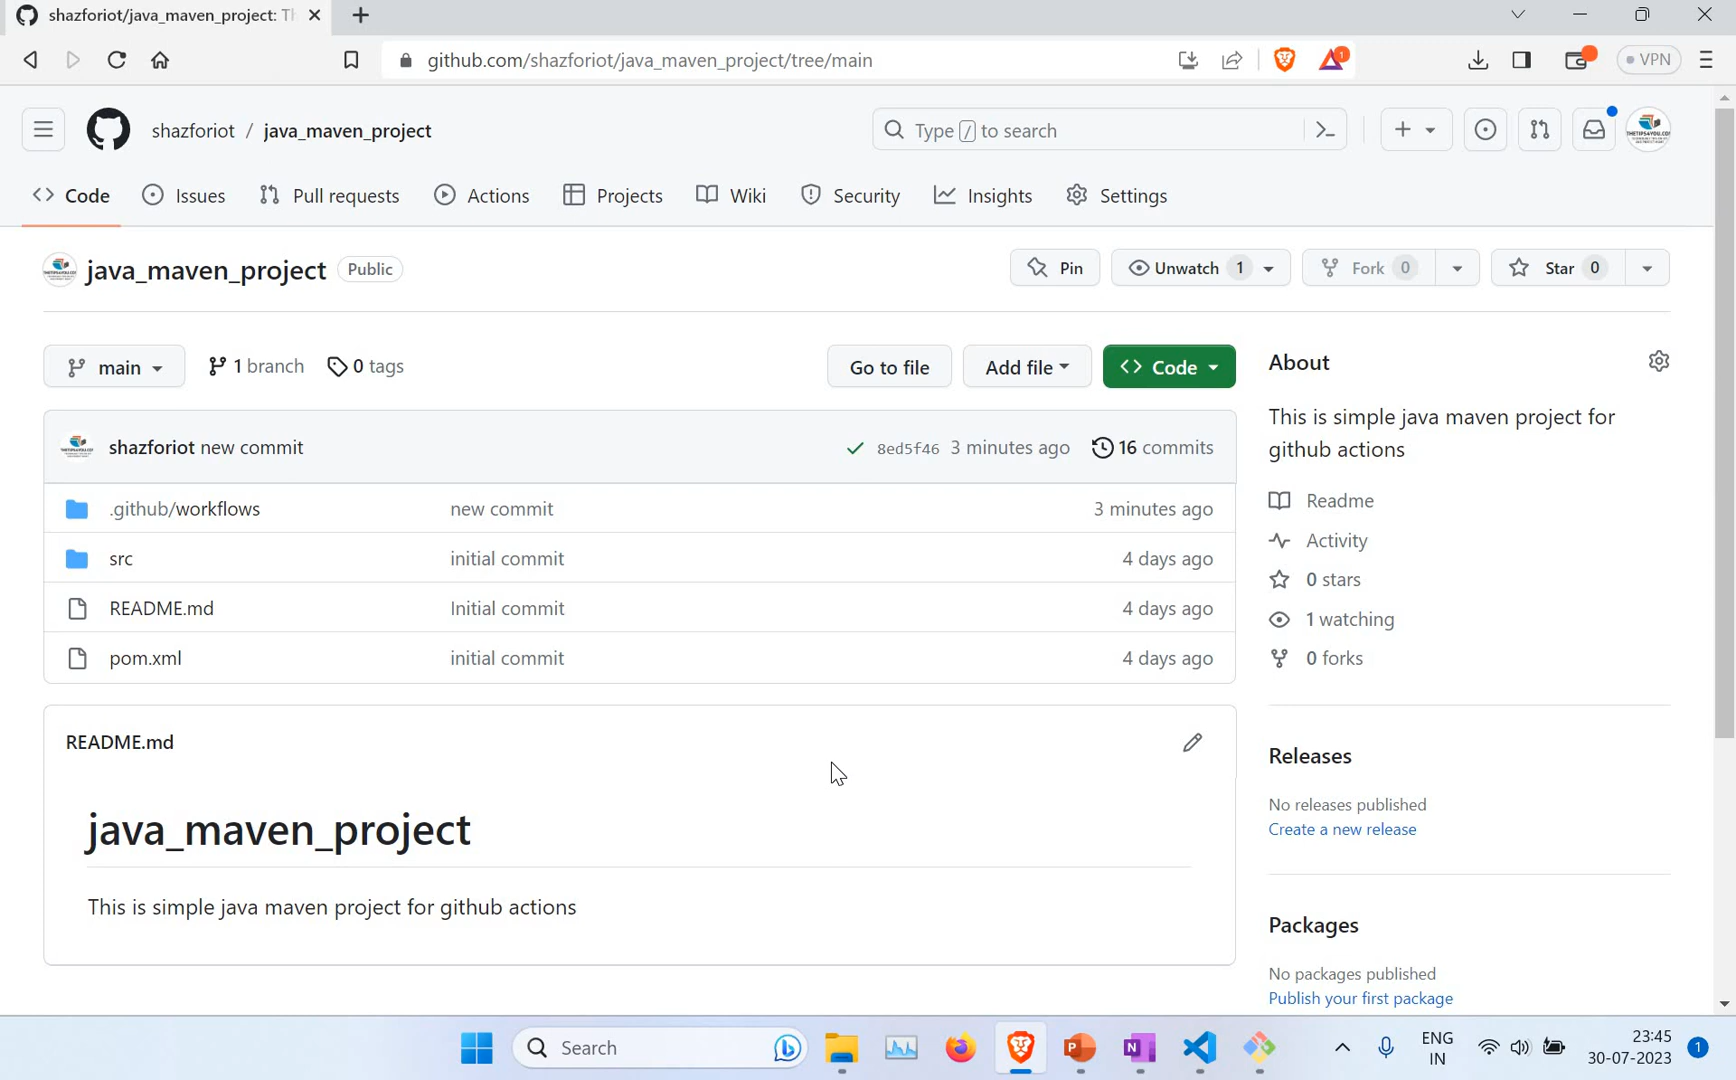 shazforiot/java_maven_project: Th
github.com/shazforiot/java_maven_project/tree/main
1
VPN
shazforiot / java_maven_project
Type / to search
Code Issues Pull requests Actions Projects Wiki Security Insights Settings
java_maven_project Public
Pin Unwatch 1 Fork 0 Star 0
main 1 branch 0 tags Go to file Add file Code
shazforiot new commit 8ed5f46 3 minutes ago 16 commits
.github/workflows new commit 3 minutes ago
src initial commit 4 days ago
README.md Initial commit 4 days ago
pom.xml initial commit 4 days ago
README.md
java_maven_project
This is simple java maven project for github actions
About
This is simple java maven project for
github actions
Readme
Activity
0 stars
1 watching
0 forks
Releases
No releases published
Create a new release
Packages
No packages published
Publish your first package
Search
ENG
IN
23:45
30-07-2023
1